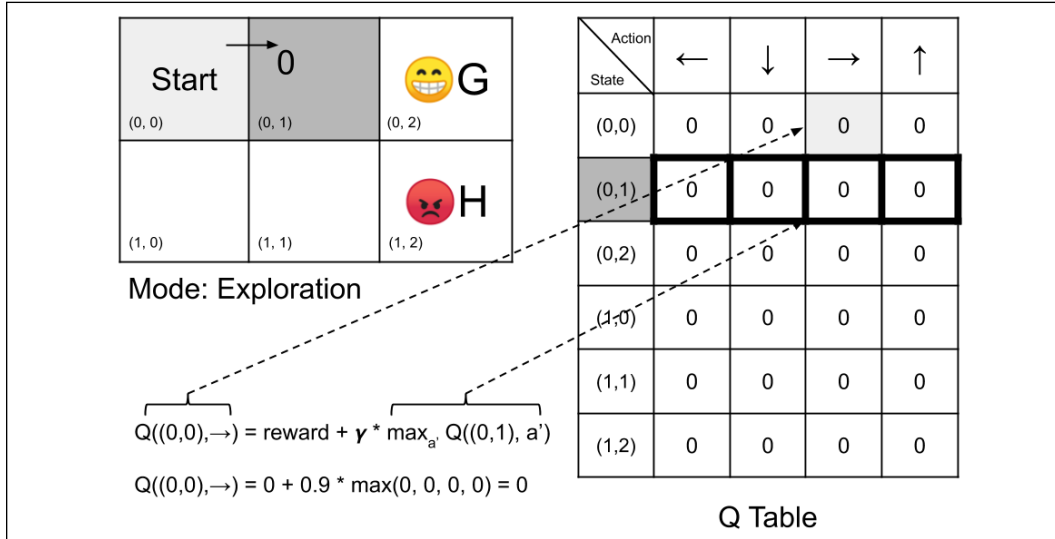 Start
0
😁G
(0, 0)
(0, 1)
(0, 2)
😡H
(1, 0)
(1, 1)
(1, 2)
Mode: Exploration
Q((0,0),→) = reward + γ * maxₐ' Q((0,1), a’)
Q((0,0),→) = 0 + 0.9 * max(0, 0, 0, 0) = 0
Action
State
← ↓ → ↑
(0,0) 0 0 0 0
(0,1) 0 0 0 0
(0,2) 0 0 0 0
(1,0) 0 0 0 0
(1,1) 0 0 0 0
(1,2) 0 0 0 0
Q Table